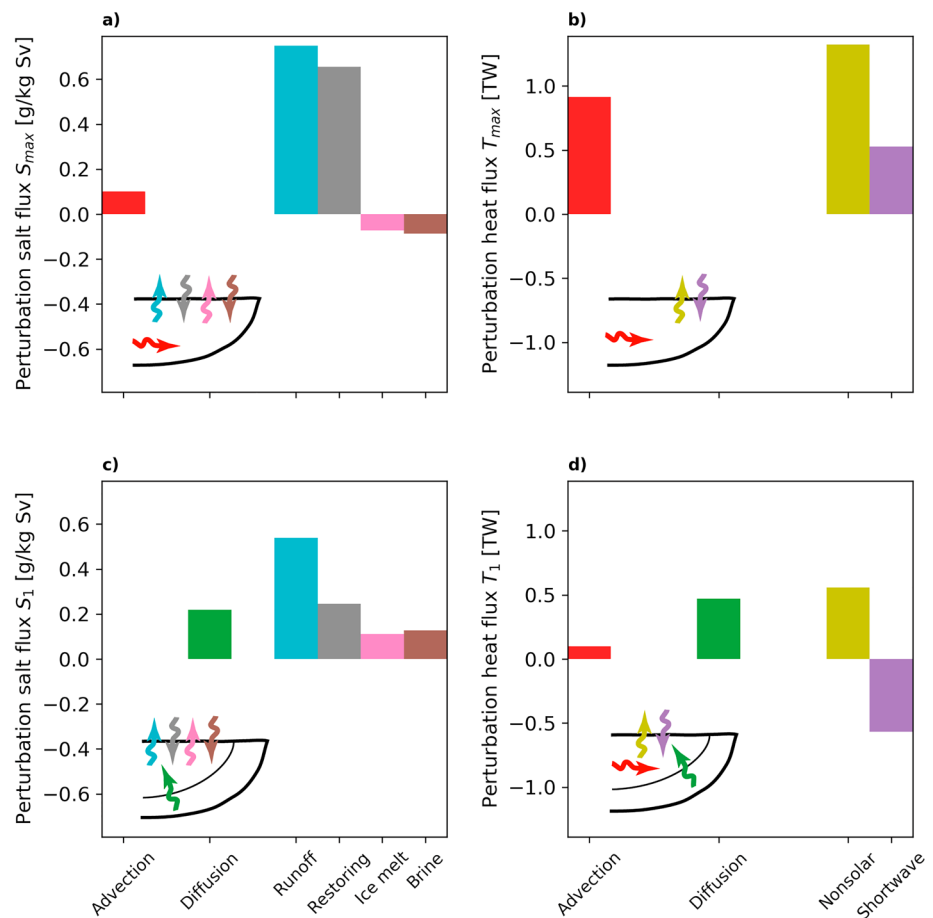 a)
Perturbation salt flux Smax [g/kg Sv]
0.6
0.4
0.2
0.0
−0.2
−0.4
−0.6
b)
Perturbation heat flux Tmax [TW]
1.0
0.5
0.0
−0.5
−1.0
c)
Perturbation salt flux S1 [g/kg Sv]
0.6
0.4
0.2
0.0
−0.2
−0.4
−0.6
Advection
Diffusion
Runoff
Restoring
Ice melt
Brine
d)
Perturbation heat flux T1 [TW]
1.0
0.5
0.0
−0.5
−1.0
Advection
Diffusion
Nonsolar
Shortwave